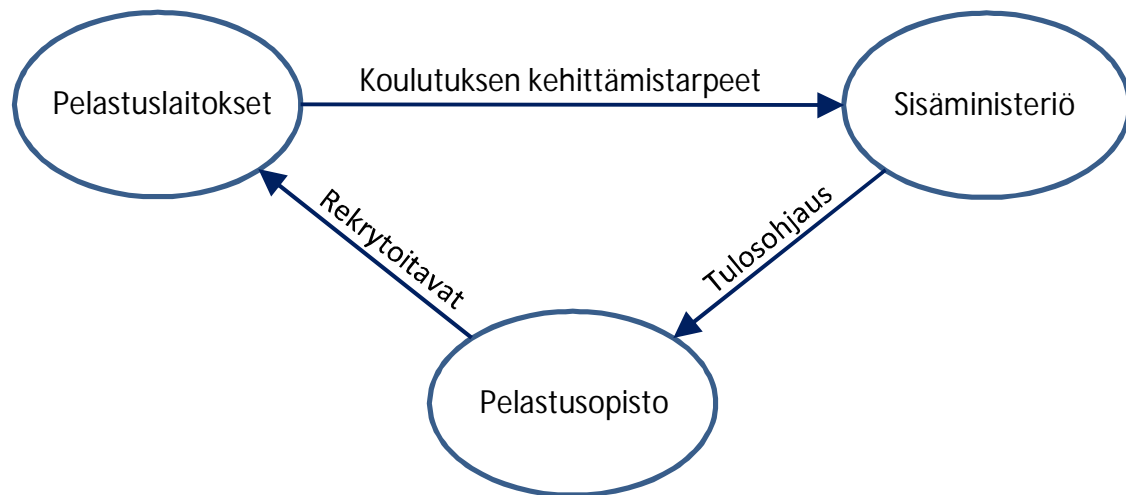 Koulutuksen kehittämistarpeet
Pelastuslaitokset
Sisäministeriö
Rekrytoitavat
Tulosohjaus
Pelastusopisto